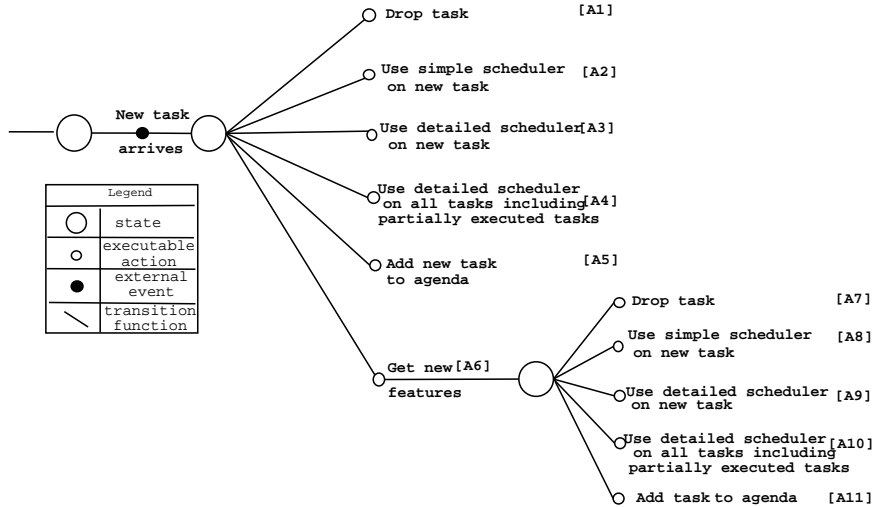 Drop task [A1]
Use simple scheduler [A2]
on new task
New task
arrives
Use detailed scheduler[A3]
on new task
Use detailed scheduler
on all tasks including[A4]
partially executed tasks
Add new task [A5]
to agenda
Legend
state
executable
action
external
event
transition
function
Get new[A6]
features
Drop task [A7]
Use simple scheduler [A8]
on new task
Use detailed scheduler [A9]
on new task
Use detailed scheduler[A10]
on all tasks including
partially executed tasks
Add task to agenda [A11]